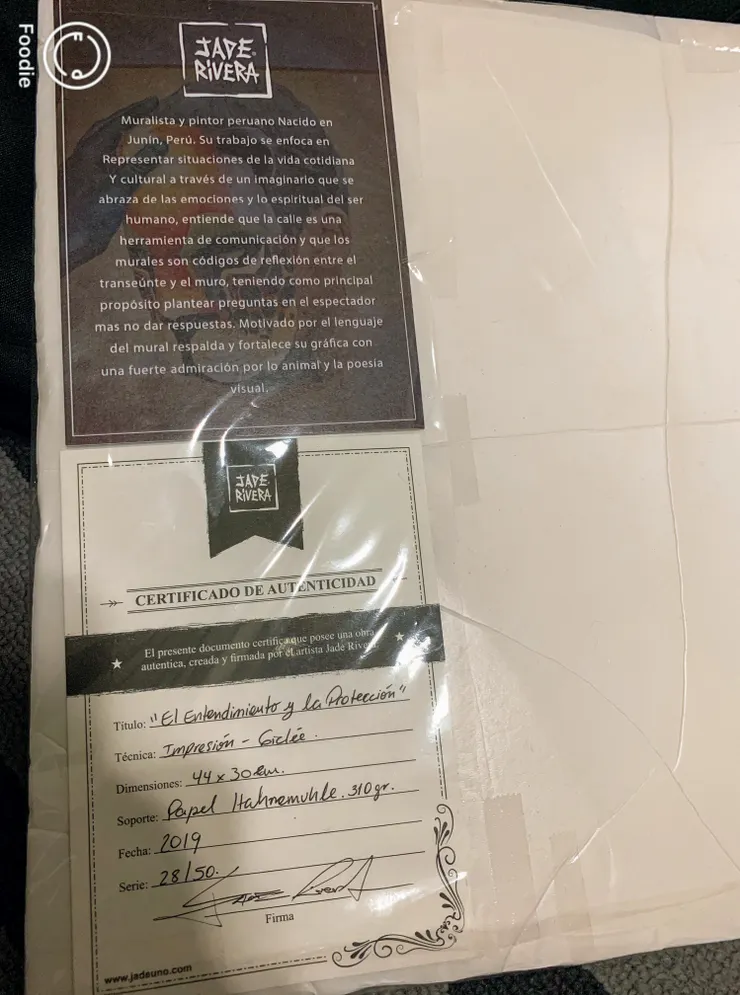 Foodie
JADE
RIVERA
Muralista y pintor peruano Nacido en
Junín, Perú. Su trabajo se enfoca en
Representar situaciones de la vida cotidiana
Y cultural a través de un imaginario que se
abraza de las emociones y lo espiritual del ser
humano, entiende que la calle es una
herramienta de comunicación y que los
murales son códigos de reflexión entre el
transeúnte y el muro, teniendo como principal
propósito plantear preguntas en el espectador
mas no dar respuestas. Motivado por el lenguaje
del mural respalda y fortalece su gráfica con
una fuerte admiración por lo animal y la poesía
visual.
JADE
RIVERA
CERTIFICADO DE AUTENTICIDAD
El presente documento certifica que posee una obra
autentica, creada y firmada por el artista Jade Rivera
Título: "El Entendimiento y la Protección"
Técnica: Impresión - Giclée.
Dimensiones: 44 x 30 cm.
Soporte: Papel Hahnemuhle. 310 gr.
Fecha: 2019
Serie: 28/50.
Jade Rivera
Firma
www.jadeuno.com